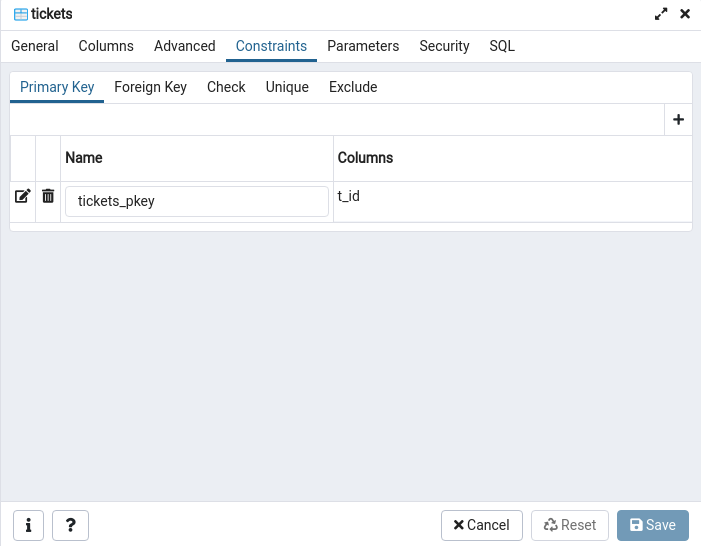 tickets
General Columns Advanced Constraints Parameters Security SQL
Primary Key Foreign Key Check Unique Exclude
Name Columns
tickets_pkey t_id
Cancel Reset Save